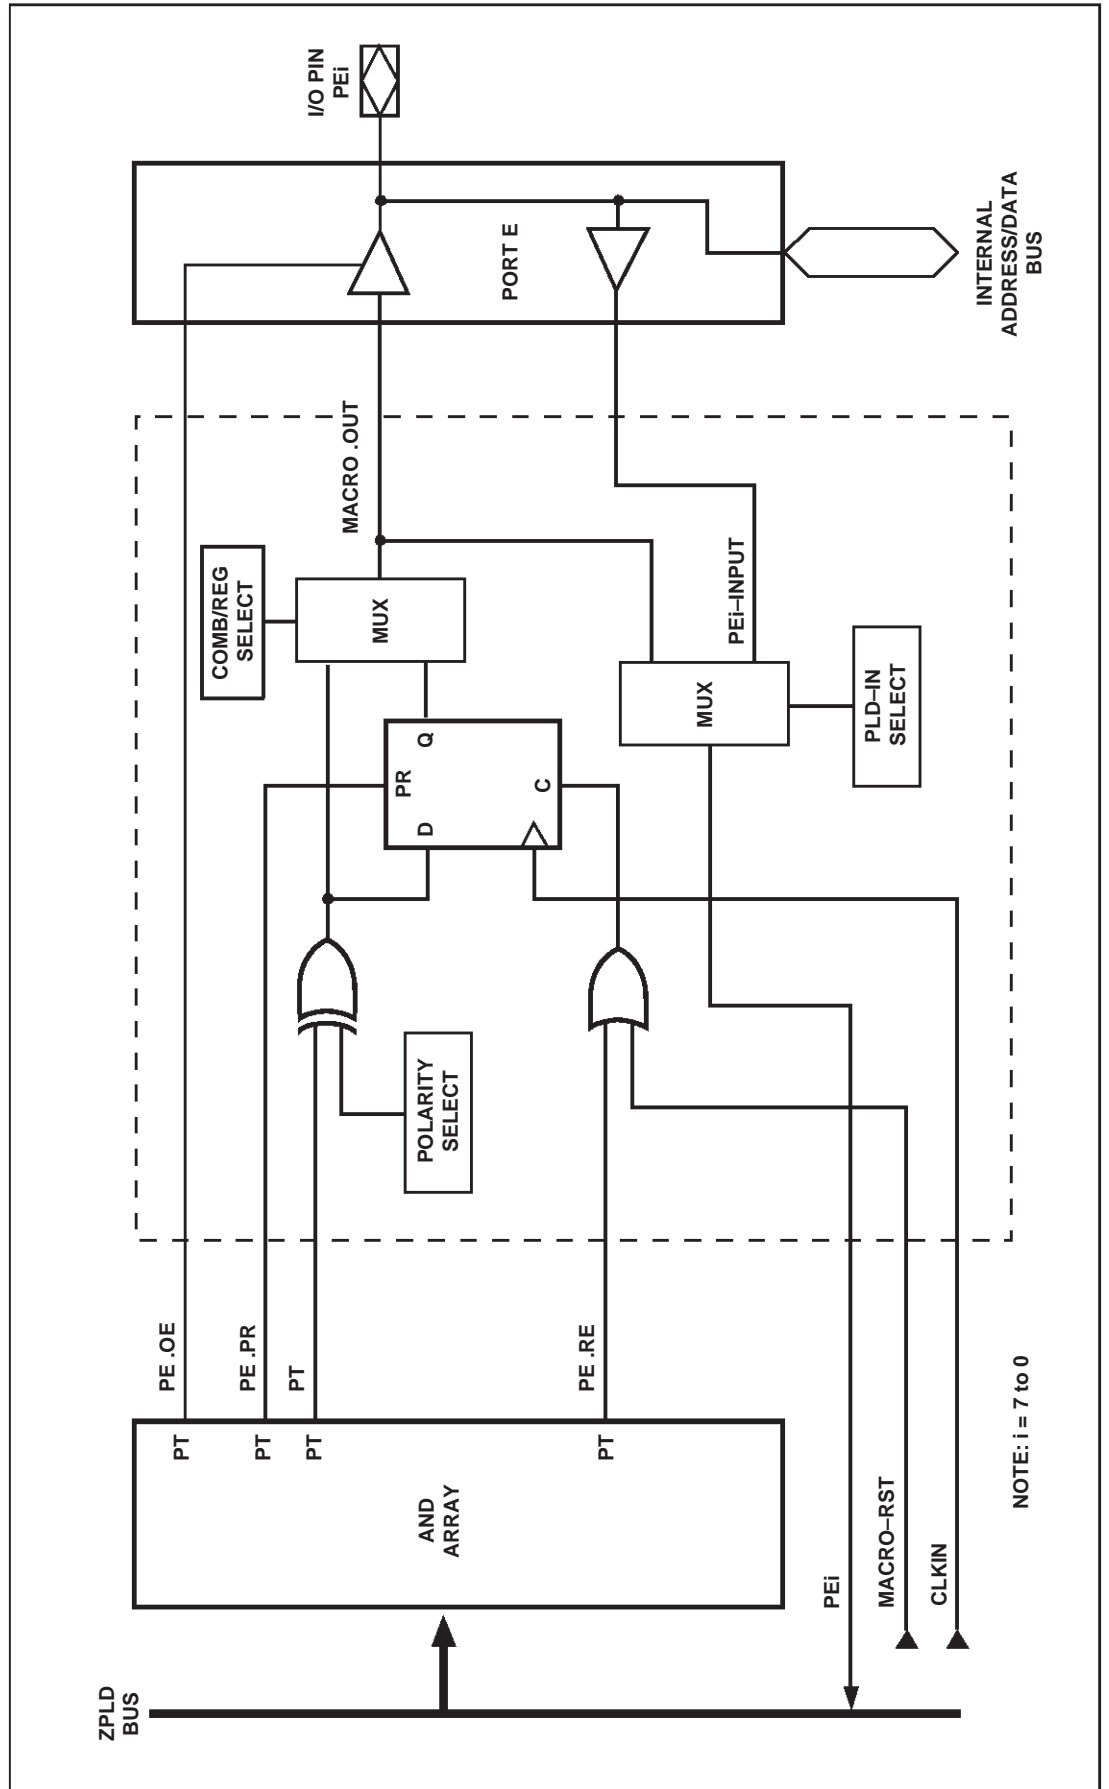 ZPLD
BUS
AND
ARRAY
PT
PT
PT
PT
PE .OE
PE .PR
PT
PE .RE
PEi
MACRO–RST
CLKIN
NOTE: i = 7 to 0
POLARITY
SELECT
D
PR
Q
C
COMB/REG
SELECT
MUX
MACRO .OUT
MUX
PEi–INPUT
PLD–IN
SELECT
PORT E
I/O PIN
PEi
INTERNAL
ADDRESS/DATA
BUS